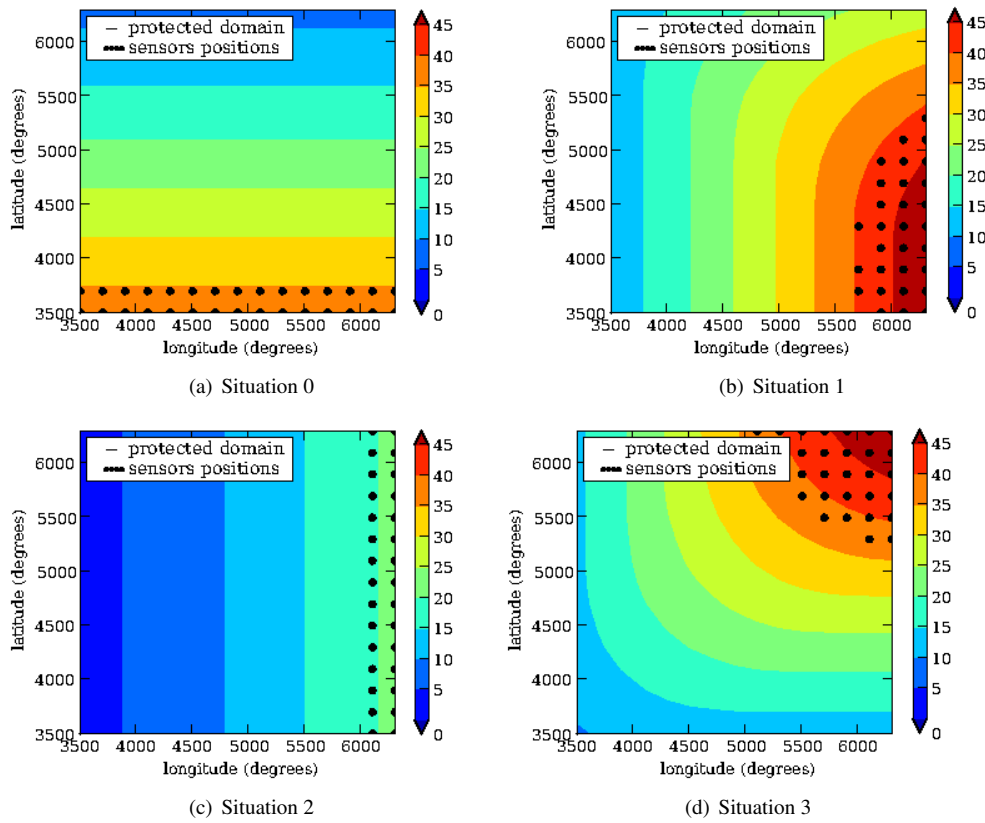 — protected domain
sensors positions
6000
5500
5000
4500
4000
3500
latitude (degrees)
3500 4000 4500 5000 5500 6000
longitude (degrees)
45
40
35
30
25
20
15
10
5
0
(a) Situation 0
— protected domain
sensors positions
6000
5500
5000
4500
4000
3500
latitude (degrees)
3500 4000 4500 5000 5500 6000
longitude (degrees)
45
40
35
30
25
20
15
10
5
0
(b) Situation 1
— protected domain
sensors positions
6000
5500
5000
4500
4000
3500
latitude (degrees)
3500 4000 4500 5000 5500 6000
longitude (degrees)
45
40
35
30
25
20
15
10
5
0
(c) Situation 2
— protected domain
sensors positions
6000
5500
5000
4500
4000
3500
latitude (degrees)
3500 4000 4500 5000 5500 6000
longitude (degrees)
45
40
35
30
25
20
15
10
5
0
(d) Situation 3